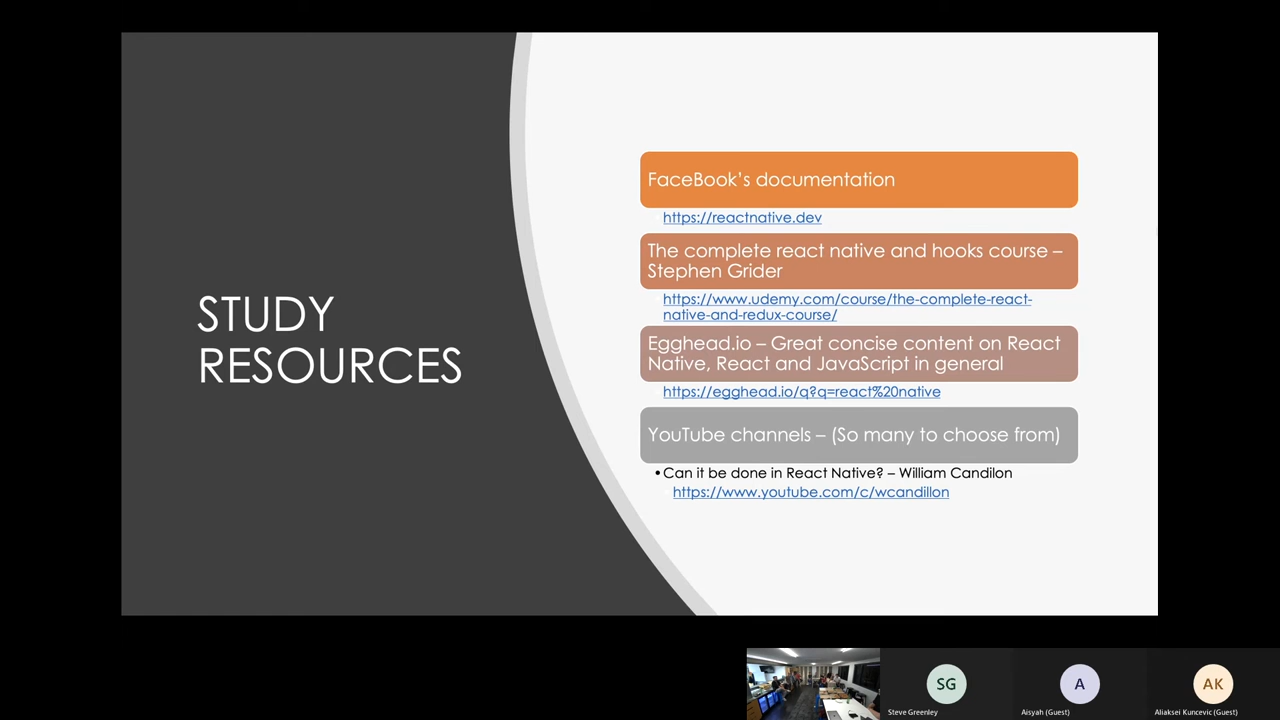 STUDY
RESOURCES
FaceBook's documentation
https://reactnative.dev
The complete react native and hooks course –
Stephen Grider
https://www.udemy.com/course/the-complete-react-
native-and-redux-course/
Egghead.io – Great concise content on React
Native, React and JavaScript in general
https://egghead.io/q?q=react%20native
YouTube channels – (So many to choose from)
•Can it be done in React Native? – William Candilon
https://www.youtube.com/c/wcandillon
SG
A
AK
Steve Greenley
Aisyah (Guest)
Aliaksei Kuncevic (Guest)